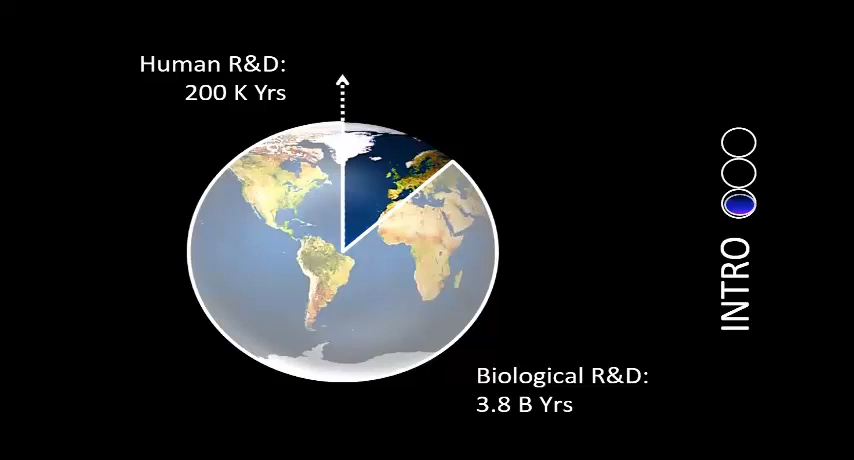 Human R&D:
200 K Yrs
Biological R&D:
3.8 B Yrs
INTRO